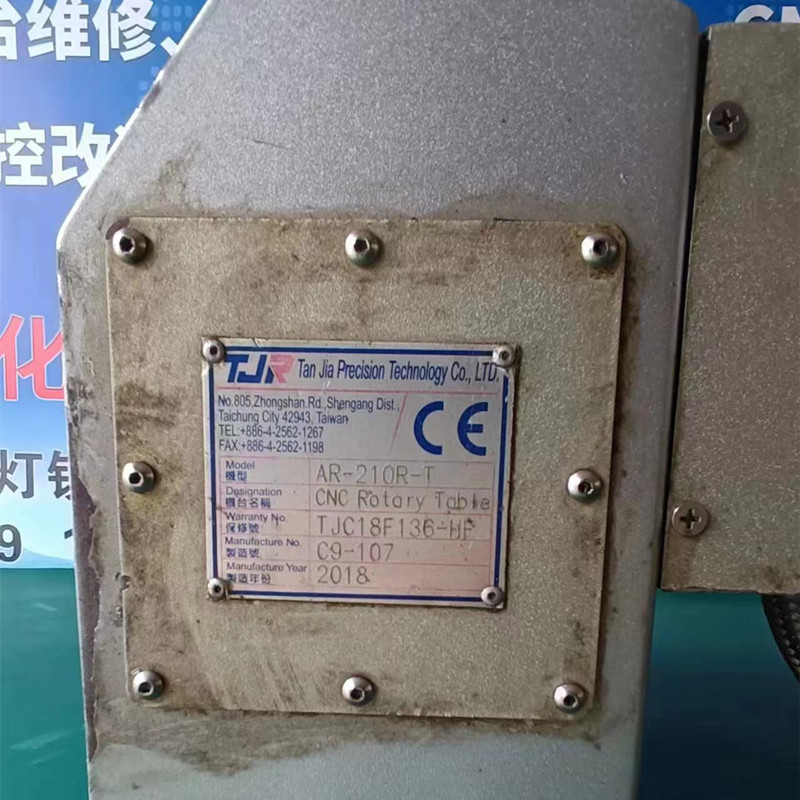 台维修、
控改
化
灯
9 1
TJR Tan Jia Precision Technology Co., LTD.
No.805,Zhongshan.Rd.,Shengang Dist.,
Taichung City 42943, Taiwan
TEL:+886-4-2562-1267
FAX:+886-4-2562-1198
CE
Model
機型 AR-210R-T
Designation
機台名稱 CNC Rotary Table
Warranty No.
保修號 TJC18F136-HF
Manufacture No.
製造號 C9-107
Manufacture Year
製造年份 2018